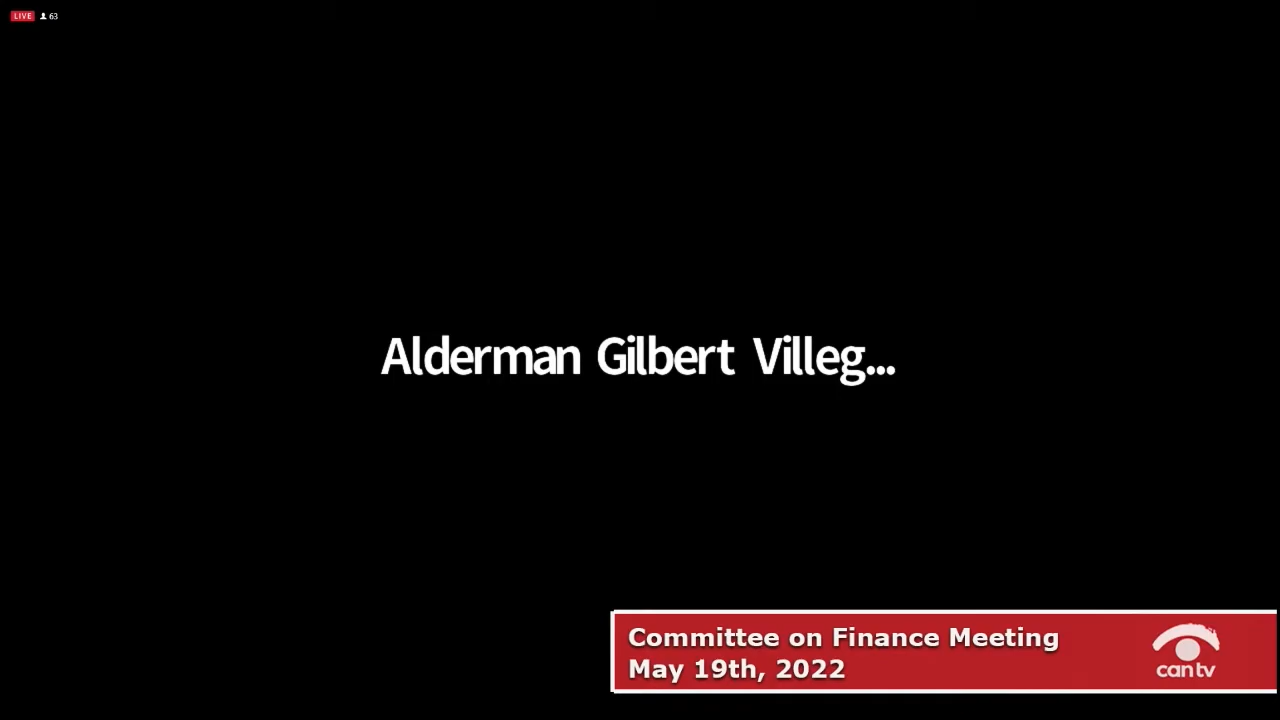 LIVE 63
Alderman Gilbert Villeg...
Committee on Finance Meeting
May 19th, 2022
cantv